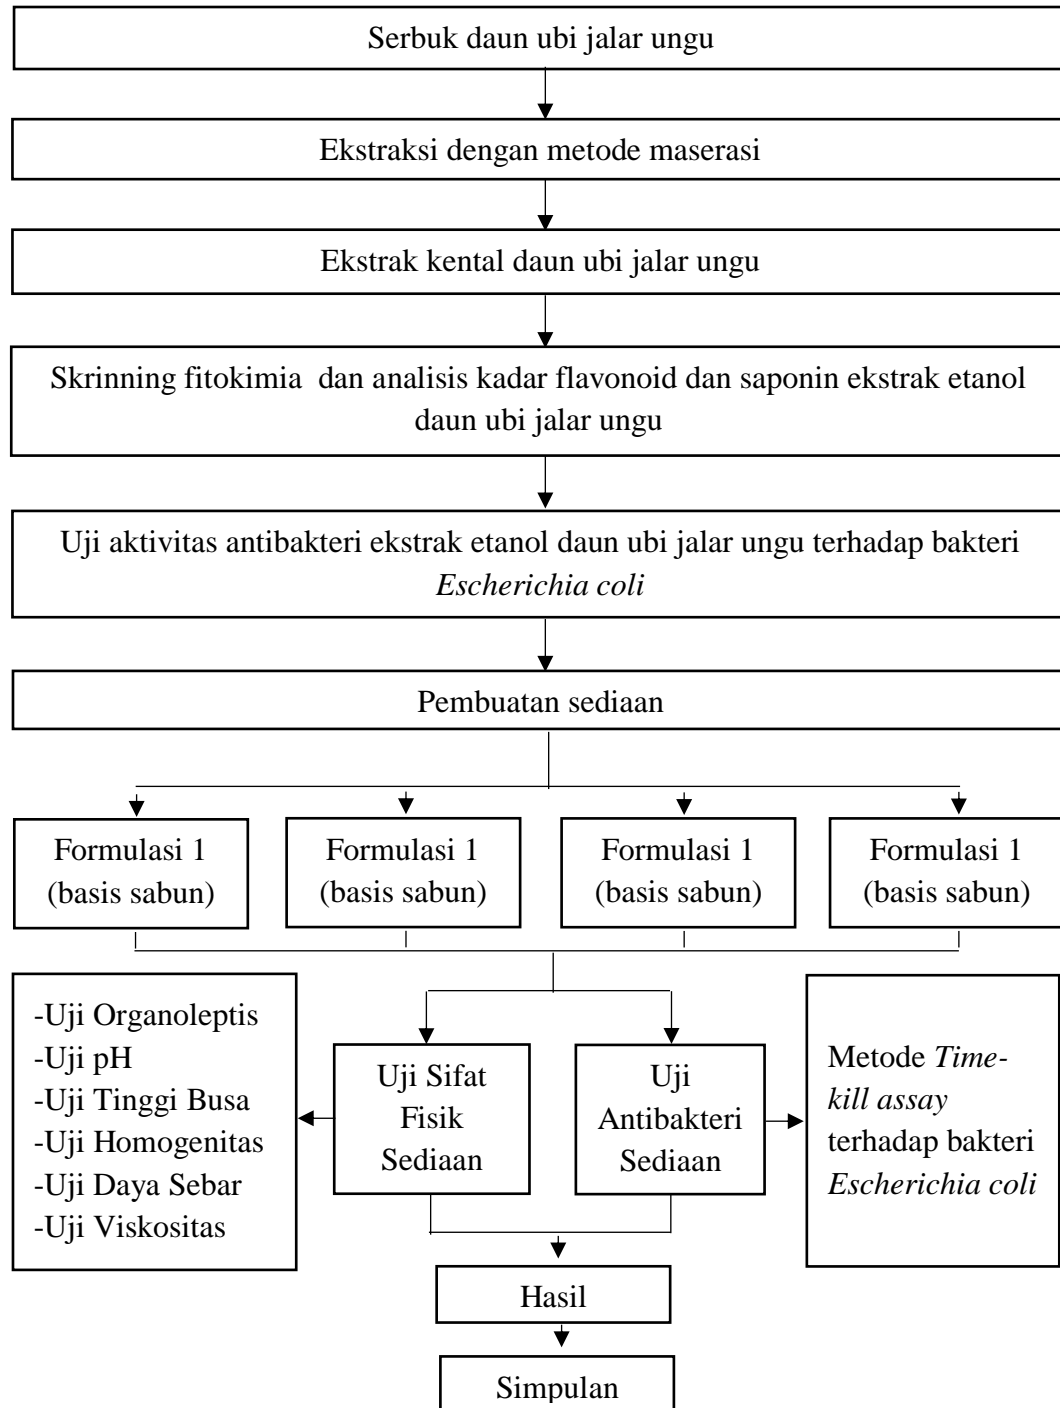 Serbuk daun ubi jalar ungu
Ekstraksi dengan metode maserasi
Ekstrak kental daun ubi jalar ungu
Skrinning fitokimia  dan analisis kadar flavonoid dan saponin ekstrak etanol
daun ubi jalar ungu
Uji aktivitas antibakteri ekstrak etanol daun ubi jalar ungu terhadap bakteri
Escherichia coli
Pembuatan sediaan
Formulasi 1
(basis sabun)
Formulasi 1
(basis sabun)
Formulasi 1
(basis sabun)
Formulasi 1
(basis sabun)
-Uji Organoleptis
-Uji pH
-Uji Tinggi Busa
-Uji Homogenitas
-Uji Daya Sebar
-Uji Viskositas
Uji Sifat
Fisik
Sediaan
Uji
Antibakteri
Sediaan
Metode Time-
kill assay
terhadap bakteri
Escherichia coli
Hasil
Simpulan